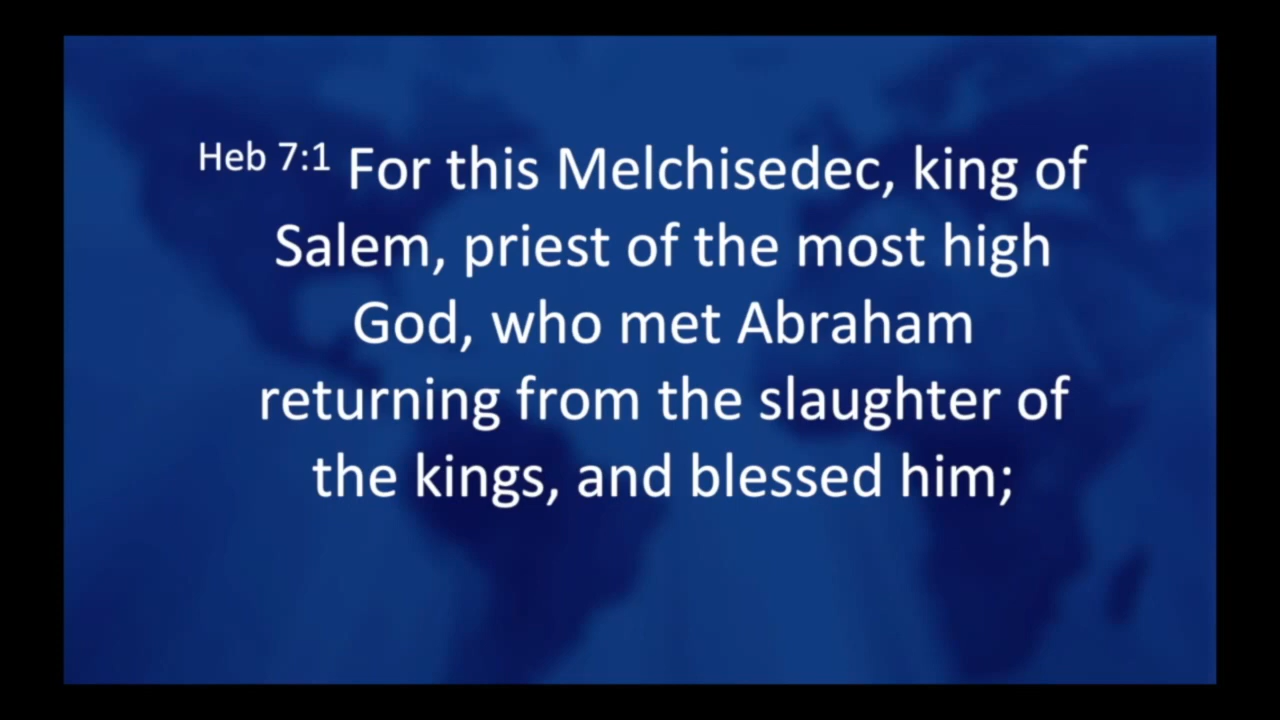 Heb 7:1 For this Melchisedec, king of
Salem, priest of the most high
God, who met Abraham
returning from the slaughter of
the kings, and blessed him;